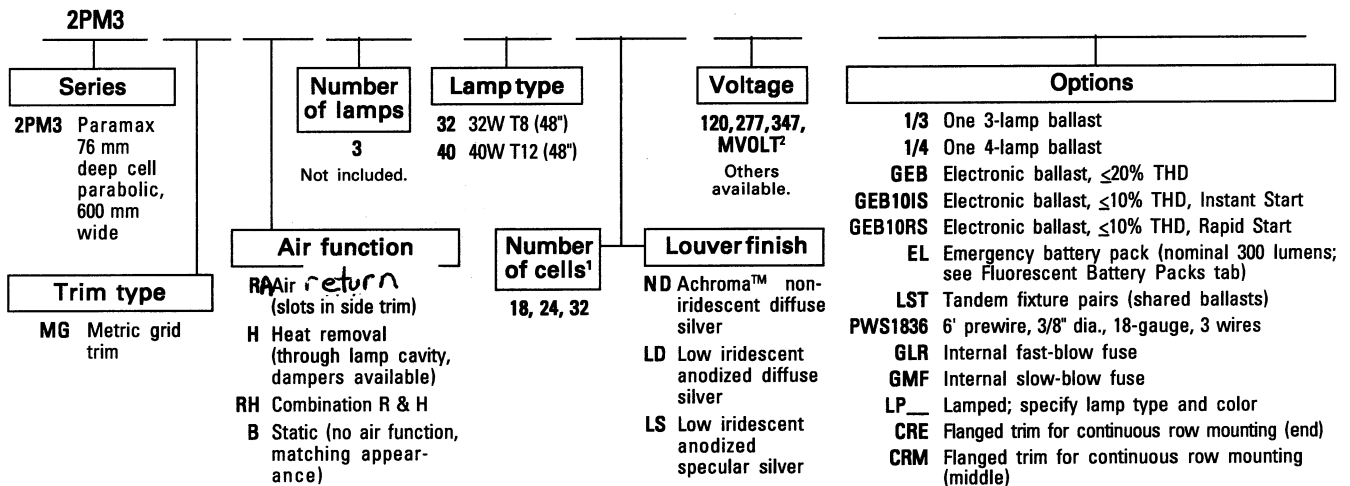 2PM3
Series
2PM3 Paramax
76 mm
deep cell
parabolic,
600 mm
wide
Trim type
MG Metric grid
trim
Air function
RA Air return
(slots in side trim)
H Heat removal
(through lamp cavity,
dampers available)
RH Combination R & H
B Static (no air function,
matching appear-
ance)
Number
of lamps
3
Not included.
Lamp type
32 32W T8 (48")
40 40W T12 (48")
Number
of cells¹
18, 24, 32
Louver finish
ND Achroma™ non-
iridescent diffuse
silver
LD Low iridescent
anodized diffuse
silver
LS Low iridescent
anodized
specular silver
Voltage
120,277,347,
MVOLT²
Others
available.
Options
1/3 One 3-lamp ballast
1/4 One 4-lamp ballast
GEB Electronic ballast, ≤20% THD
GEB10IS Electronic ballast, ≤10% THD, Instant Start
GEB10RS Electronic ballast, ≤10% THD, Rapid Start
EL Emergency battery pack (nominal 300 lumens;
see Fluorescent Battery Packs tab)
LST Tandem fixture pairs (shared ballasts)
PWS1836 6' prewire, 3/8" dia., 18-gauge, 3 wires
GLR Internal fast-blow fuse
GMF Internal slow-blow fuse
LP__ Lamped; specify lamp type and color
CRE Flanged trim for continuous row mounting (end)
CRM Flanged trim for continuous row mounting
(middle)